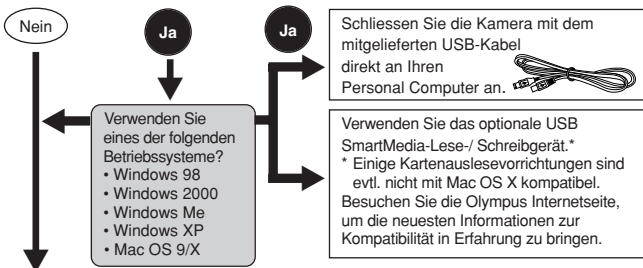 Nein
Ja
Ja
Schliessen Sie die Kamera mit dem
mitgelieferten USB-Kabel
direkt an Ihren
Personal Computer an.
Verwenden Sie
eines der folgenden
Betriebssysteme?
• Windows 98
• Windows 2000
• Windows Me
• Windows XP
• Mac OS 9/X
Verwenden Sie das optionale USB
SmartMedia-Lese-/ Schreibgerät.*
* Einige Kartenauslesevorrichtungen sind
evtl. nicht mit Mac OS X kompatibel.
Besuchen Sie die Olympus Internetseite,
um die neuesten Informationen zur
Kompatibilität in Erfahrung zu bringen.